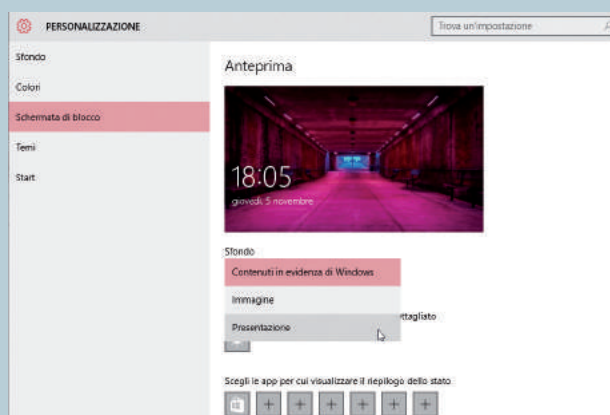 PERSONALIZZAZIONE
Trova un'impostazione
Sfondo
Colori
Schermata di blocco
Temi
Start
Anteprima
18:05
giovedì 5 novembre
Sfondo
Contenuti in evidenza di Windows
Immagine
Presentazione
ttagliato
Scegli le app per cui visualizzare il riepilogo dello stato